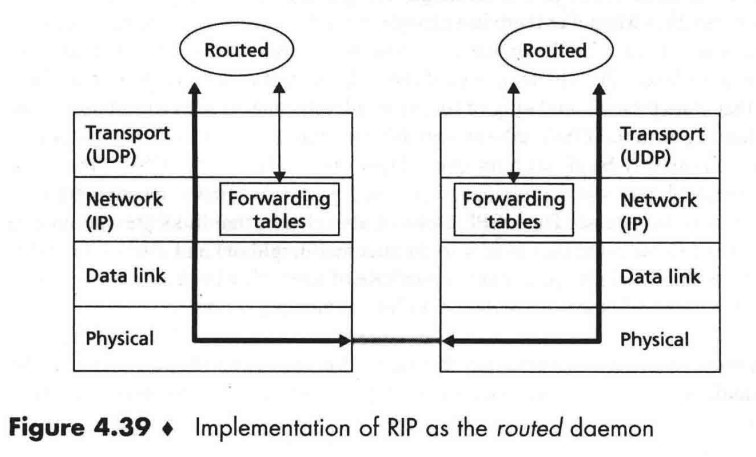 Routed
Routed
Transport
(UDP)
Transport
(UDP)
Network
(IP)
Forwarding
tables
Forwarding
tables
Network
(IP)
Data link
Data link
Physical
Physical
Figure 4.39 ♦ Implementation of RIP as the routed daemon